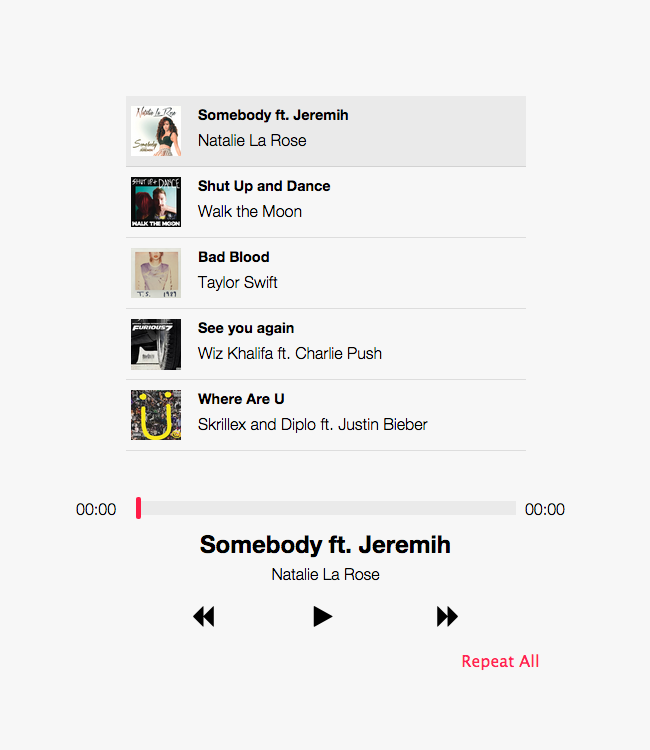 Natalie La Rose
Somebody
Somebody ft. Jeremih
Natalie La Rose
SHUT UP + DANCE
WALK THE MOON
Shut Up and Dance
Walk the Moon
T. S. 1989
Bad Blood
Taylor Swift
FURIOUS 7
See you again
Wiz Khalifa ft. Charlie Push
Where Are U
Skrillex and Diplo ft. Justin Bieber
00:00 00:00
Somebody ft. Jeremih
Natalie La Rose
Repeat All